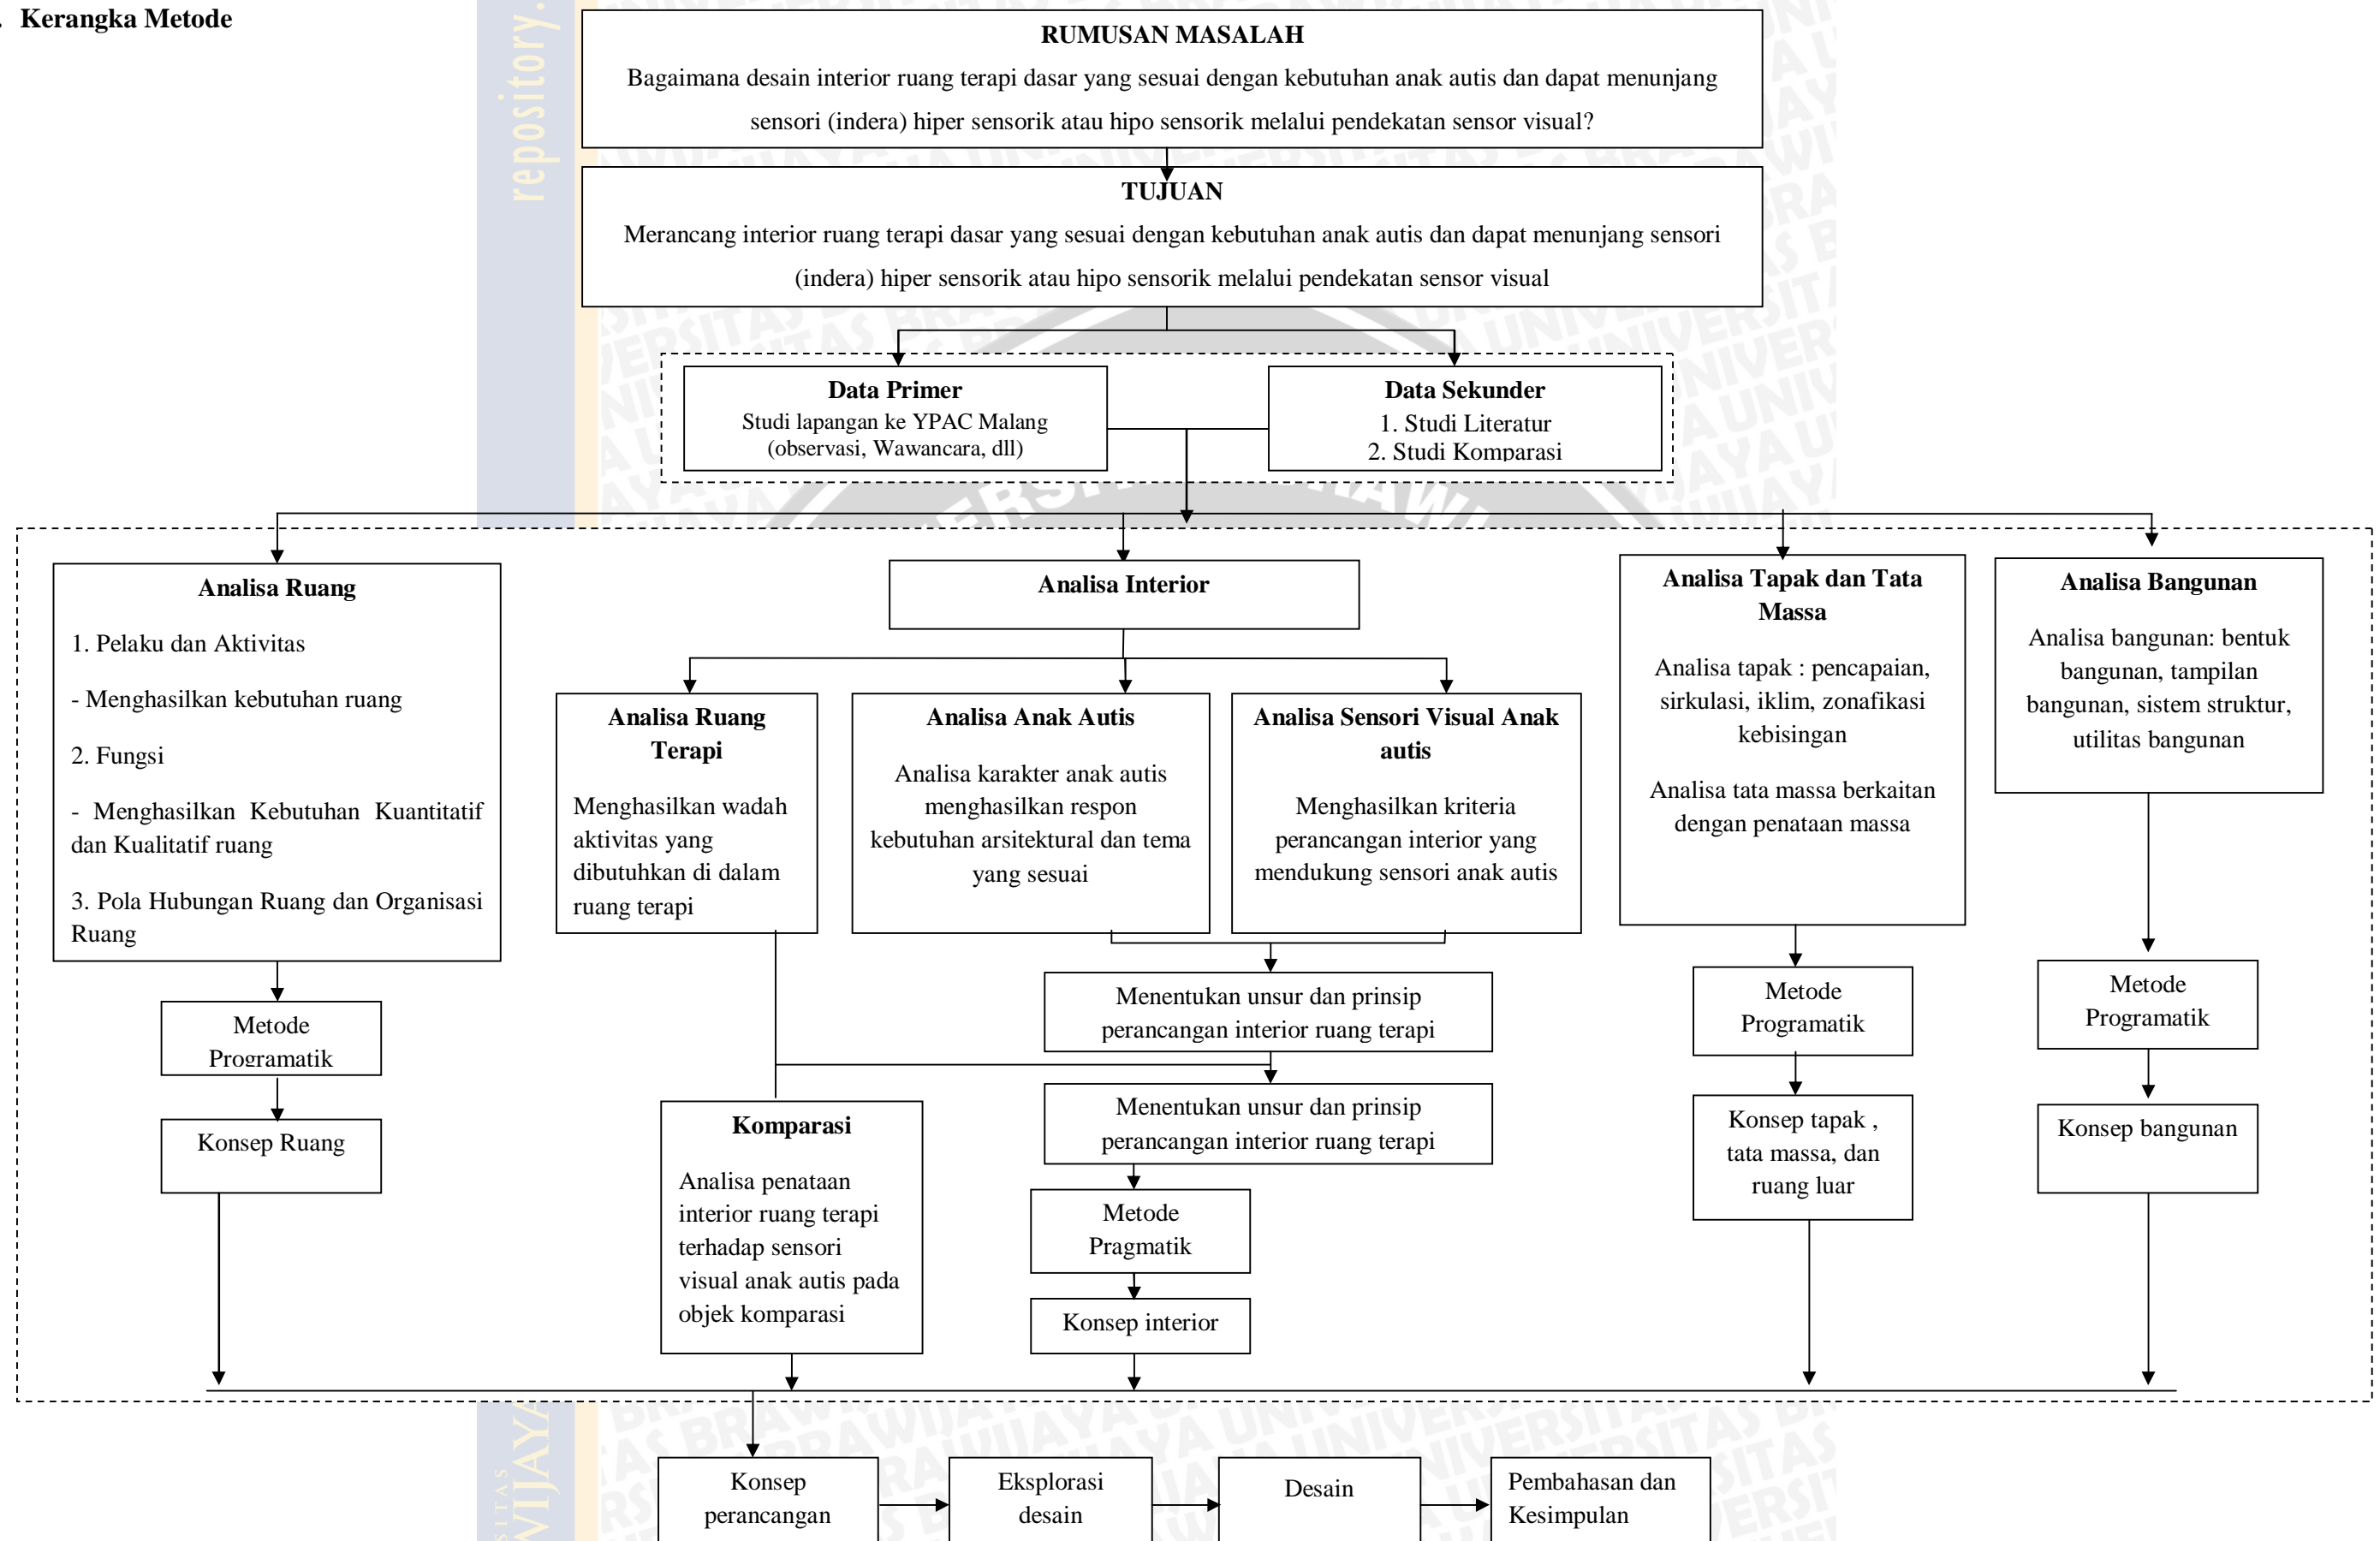 . Kerangka Metode
repository.
RUMUSAN MASALAH
Bagaimana desain interior ruang terapi dasar yang sesuai dengan kebutuhan anak autis dan dapat menunjang
sensori (indera) hiper sensorik atau hipo sensorik melalui pendekatan sensor visual?
TUJUAN
Merancang interior ruang terapi dasar yang sesuai dengan kebutuhan anak autis dan dapat menunjang sensori
(indera) hiper sensorik atau hipo sensorik melalui pendekatan sensor visual
Data Primer
Studi lapangan ke YPAC Malang
(observasi, Wawancara, dll)
Data Sekunder
1. Studi Literatur
2. Studi Komparasi
Analisa Ruang
1. Pelaku dan Aktivitas
- Menghasilkan kebutuhan ruang
2. Fungsi
- Menghasilkan Kebutuhan Kuantitatif
dan Kualitatif ruang
3. Pola Hubungan Ruang dan Organisasi
Ruang
Metode
Programatik
Konsep Ruang
Analisa Interior
Analisa Ruang
Terapi
Menghasilkan wadah
aktivitas yang
dibutuhkan di dalam
ruang terapi
Analisa Anak Autis
Analisa karakter anak autis
menghasilkan respon
kebutuhan arsitektural dan tema
yang sesuai
Analisa Sensori Visual Anak
autis
Menghasilkan kriteria
perancangan interior yang
mendukung sensori anak autis
Menentukan unsur dan prinsip
perancangan interior ruang terapi
Menentukan unsur dan prinsip
perancangan interior ruang terapi
Komparasi
Analisa penataan
interior ruang terapi
terhadap sensori
visual anak autis pada
objek komparasi
Metode
Pragmatik
Konsep interior
Analisa Tapak dan Tata
Massa
Analisa tapak : pencapaian,
sirkulasi, iklim, zonafikasi
kebisingan
Analisa tata massa berkaitan
dengan penataan massa
Metode
Programatik
Konsep tapak ,
tata massa, dan
ruang luar
Analisa Bangunan
Analisa bangunan: bentuk
bangunan, tampilan
bangunan, sistem struktur,
utilitas bangunan
Metode
Programatik
Konsep bangunan
Konsep
perancangan
Eksplorasi
desain
Desain
Pembahasan dan
Kesimpulan